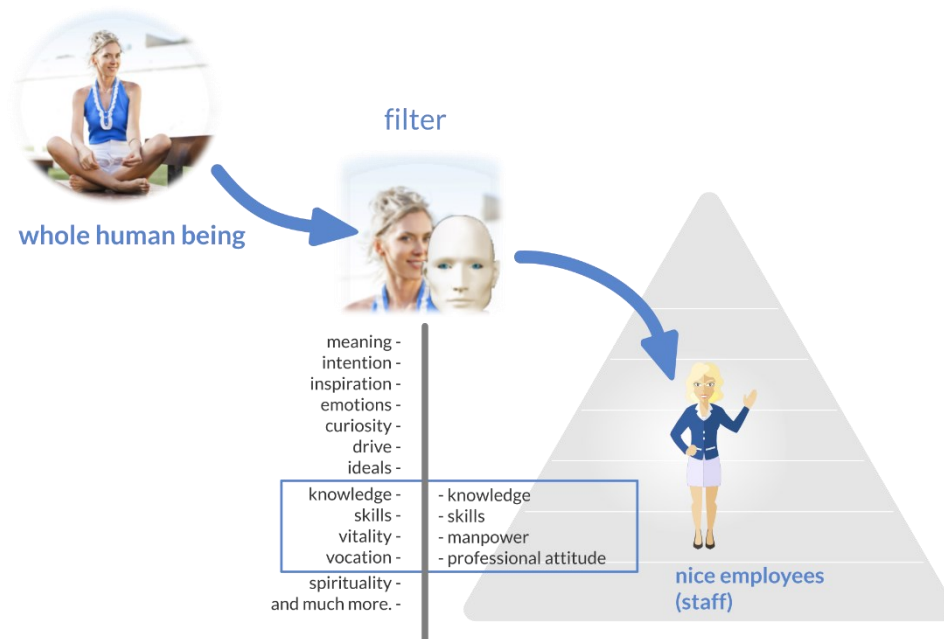 filter
whole human being
meaning -
intention -
inspiration -
emotions -
curiosity -
drive -
ideals -
knowledge -
skills -
vitality -
vocation -
spirituality -
and much more. -
- knowledge
- skills
- manpower
- professional attitude
nice employees
(staff)